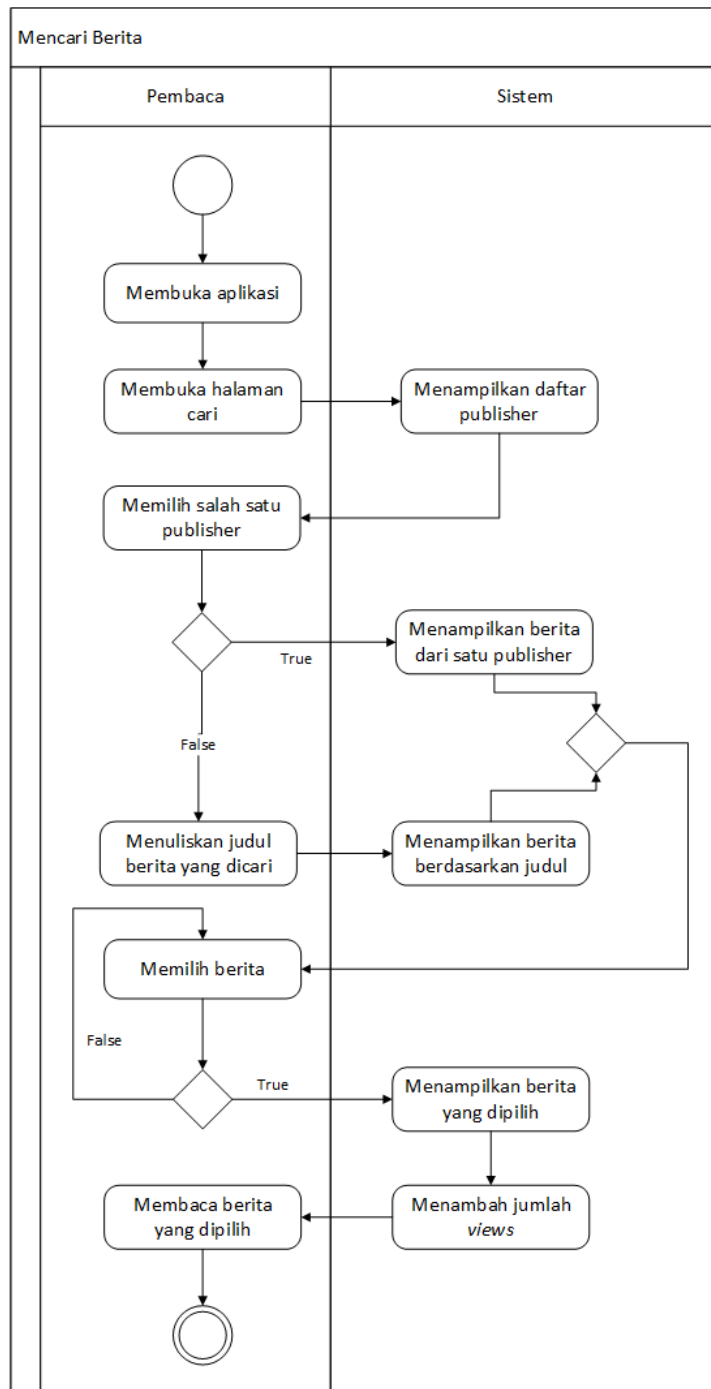 Mencari Berita
Pembaca
Sistem
Membuka aplikasi
Membuka halaman
cari
Menampilkan daftar
publisher
Memilih salah satu
publisher
True
Menampilkan berita
dari satu publisher
False
Menuliskan judul
berita yang dicari
Menampilkan berita
berdasarkan judul
Memilih berita
False
True
Menampilkan berita
yang dipilih
Membaca berita
yang dipilih
Menambah jumlah
views